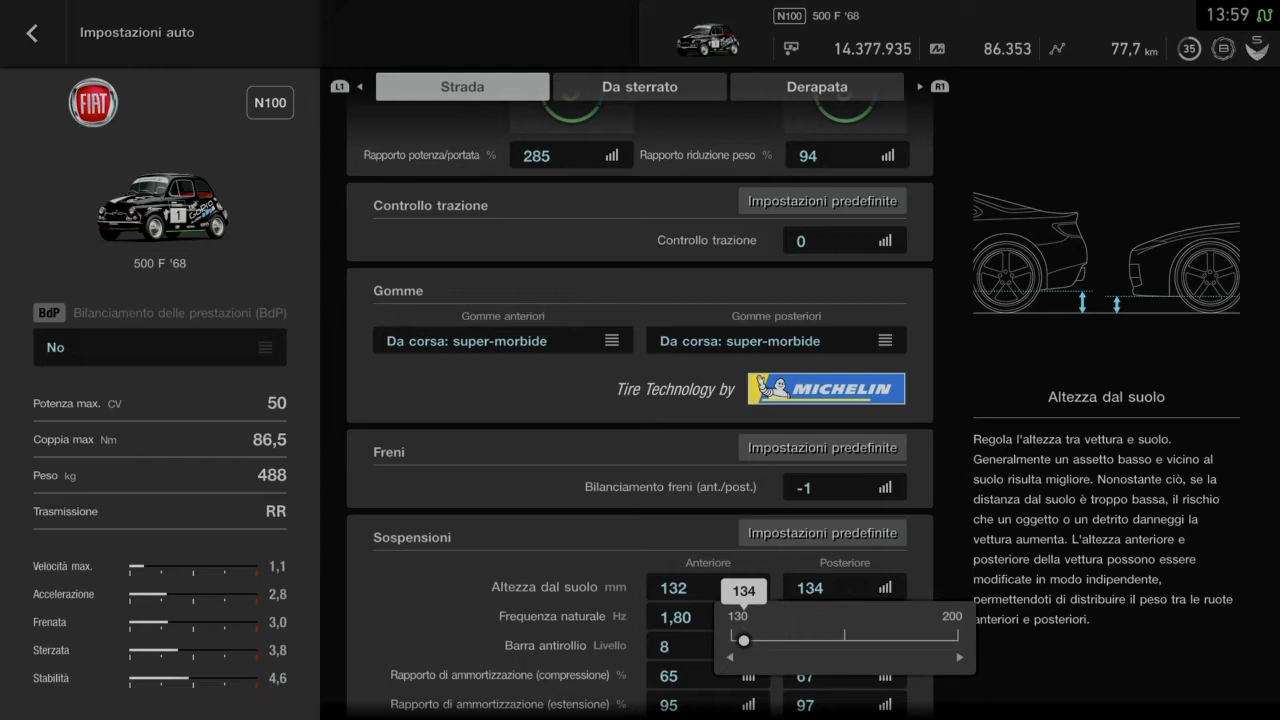 Impostazioni auto
N100 500 F '68
13:59
14.377.935
86.353
77,7 km
35
B
S
FIAT
N100
500 F '68
BdP Bilanciamento delle prestazioni (BdP)
No
Potenza max. CV 50
Coppia max Nm 86,5
Peso kg 488
Trasmissione RR
Velocità max. 1,1
Accelerazione 2,8
Frenata 3,0
Sterzata 3,8
Stabilità 4,6
L1 Strada Da sterrato Derapata R1
Rapporto potenza/portata % 285 Rapporto riduzione peso % 94
Controllo trazione Impostazioni predefinite
Controllo trazione 0
Gomme
Gomme anteriori Gomme posteriori
Da corsa: super-morbide Da corsa: super-morbide
Tire Technology by MICHELIN
Freni Impostazioni predefinite
Bilanciamento freni (ant./post.) -1
Sospensioni Impostazioni predefinite
Anteriore Posteriore
Altezza dal suolo mm 132 134
134
Frequenza naturale Hz 1,80
130 200
Barra antirollio Livello 8
Rapporto di ammortizzazione (compressione) % 65 67
Rapporto di ammortizzazione (estensione) % 95 97
Altezza dal suolo
Regola l'altezza tra vettura e suolo.
Generalmente un assetto basso e vicino al
suolo risulta migliore. Nonostante ciò, se la
distanza dal suolo è troppo bassa, il rischio
che un oggetto o un detrito danneggi la
vettura aumenta. L'altezza anteriore e
posteriore della vettura possono essere
modificate in modo indipendente,
permettendoti di distribuire il peso tra le ruote
anteriori e posteriori.